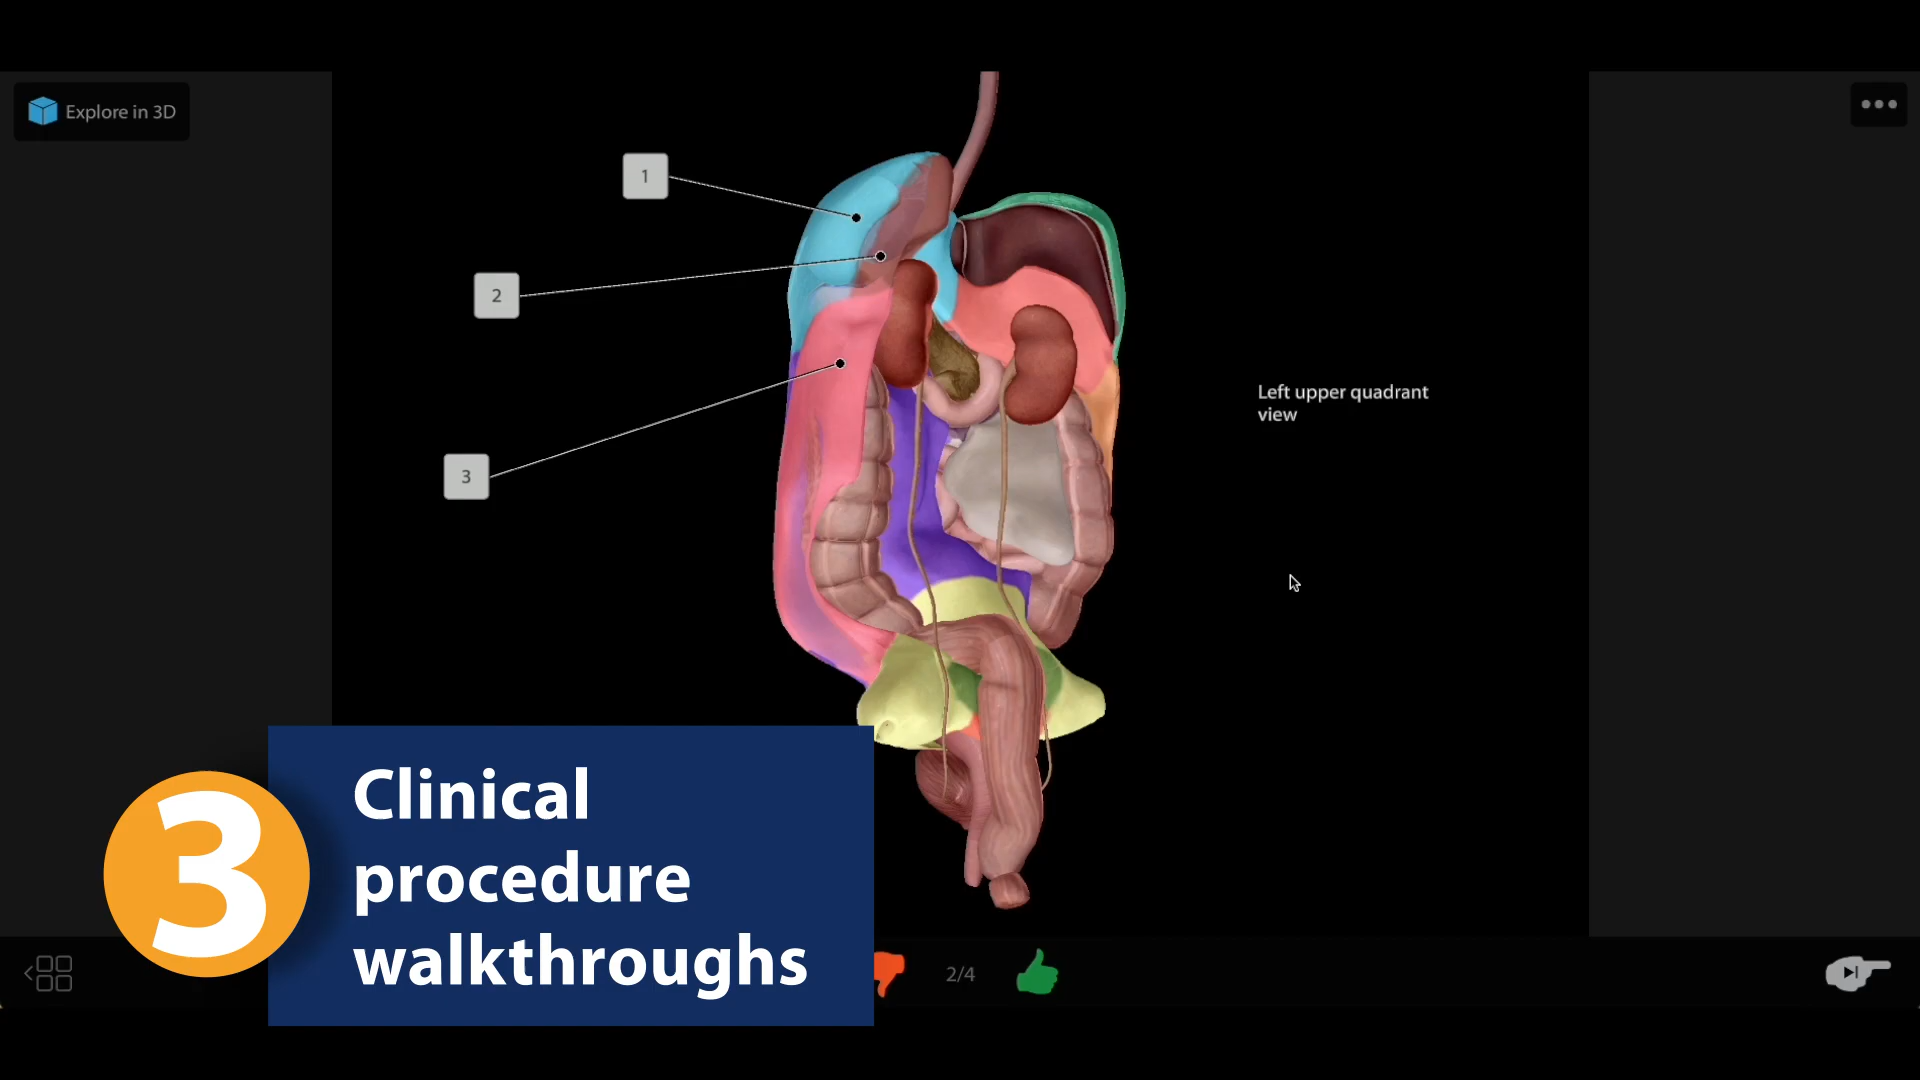 Explore in 3D
1
2
3
Left upper quadrant
view
3
Clinical
procedure
walkthroughs
2/4